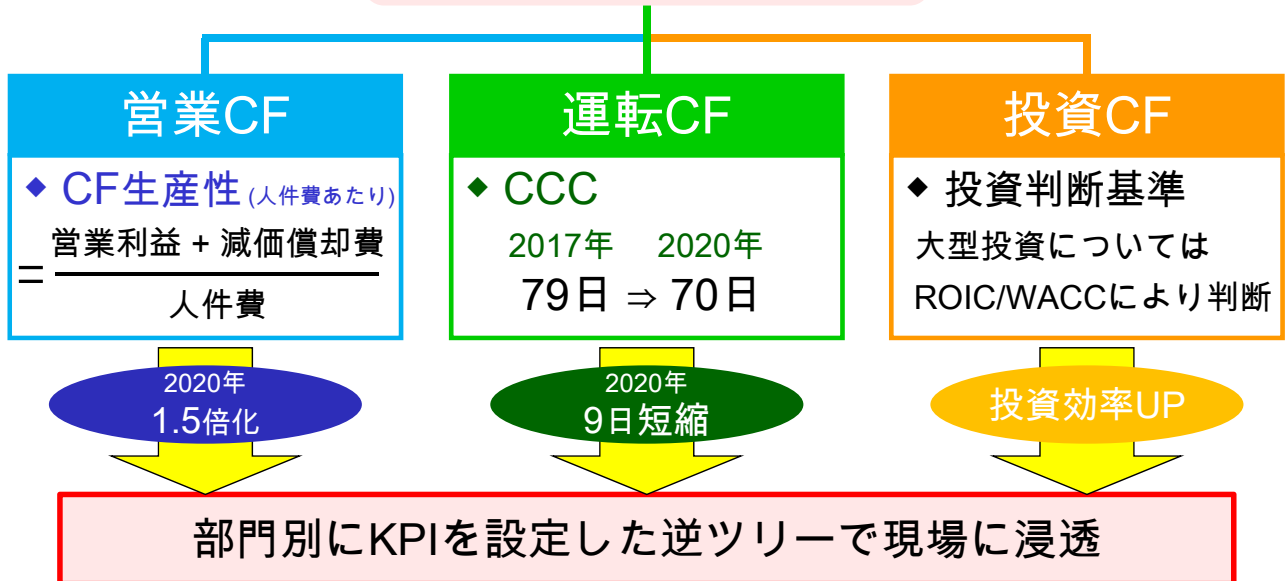 営業CF
◆ CF生産性 (人件費あたり)
営業利益 + 減価償却費
=
人件費
2020年
1.5倍化
運転CF
◆ CCC
2017年 2020年
79日 ⇒ 70日
2020年
9日短縮
投資CF
◆ 投資判断基準
大型投資については
ROIC/WACCにより判断
投資効率UP
部門別にKPIを設定した逆ツリーで現場に浸透